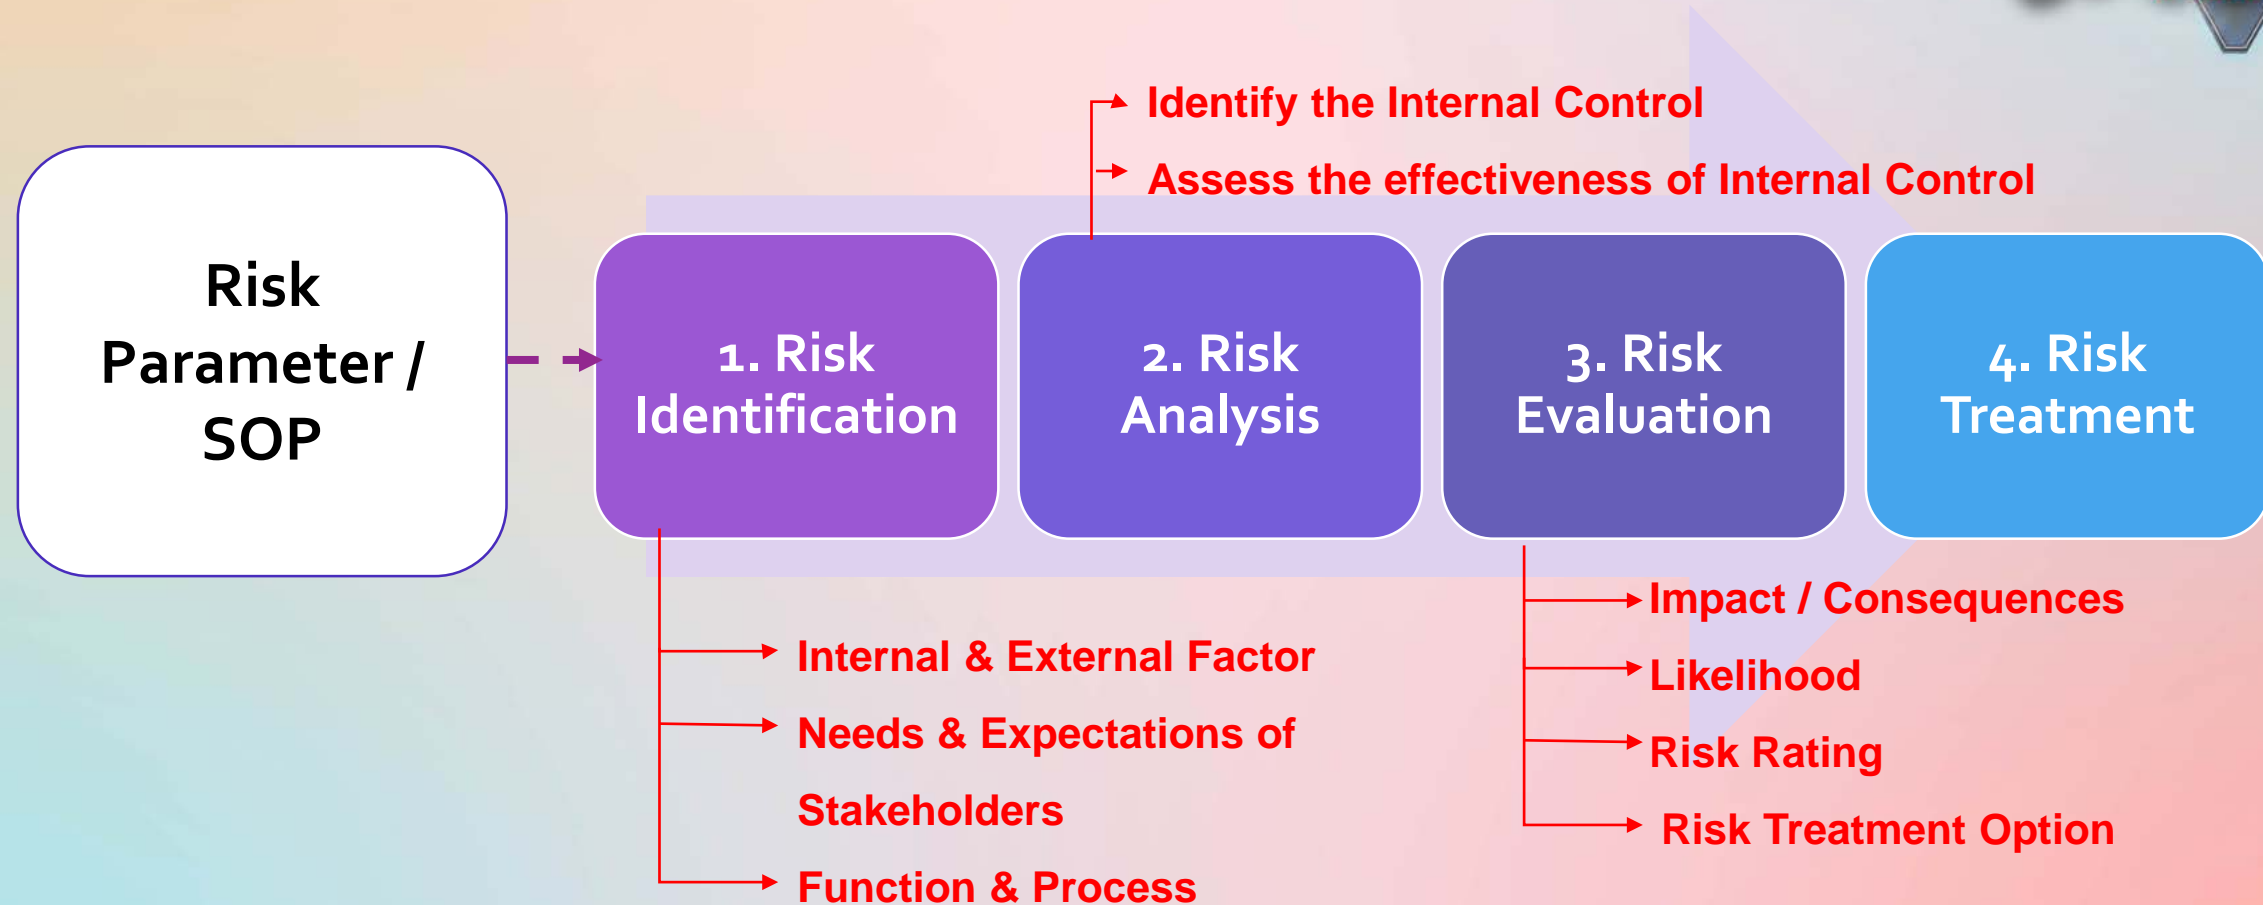 Identify the Internal Control
Assess the effectiveness of Internal Control
Risk
Parameter /
SOP
1. Risk
Identification
2. Risk
Analysis
3. Risk
Evaluation
4. Risk
Treatment
Internal & External Factor
Needs & Expectations of
Stakeholders
Function & Process
Impact / Consequences
Likelihood
Risk Rating
Risk Treatment Option